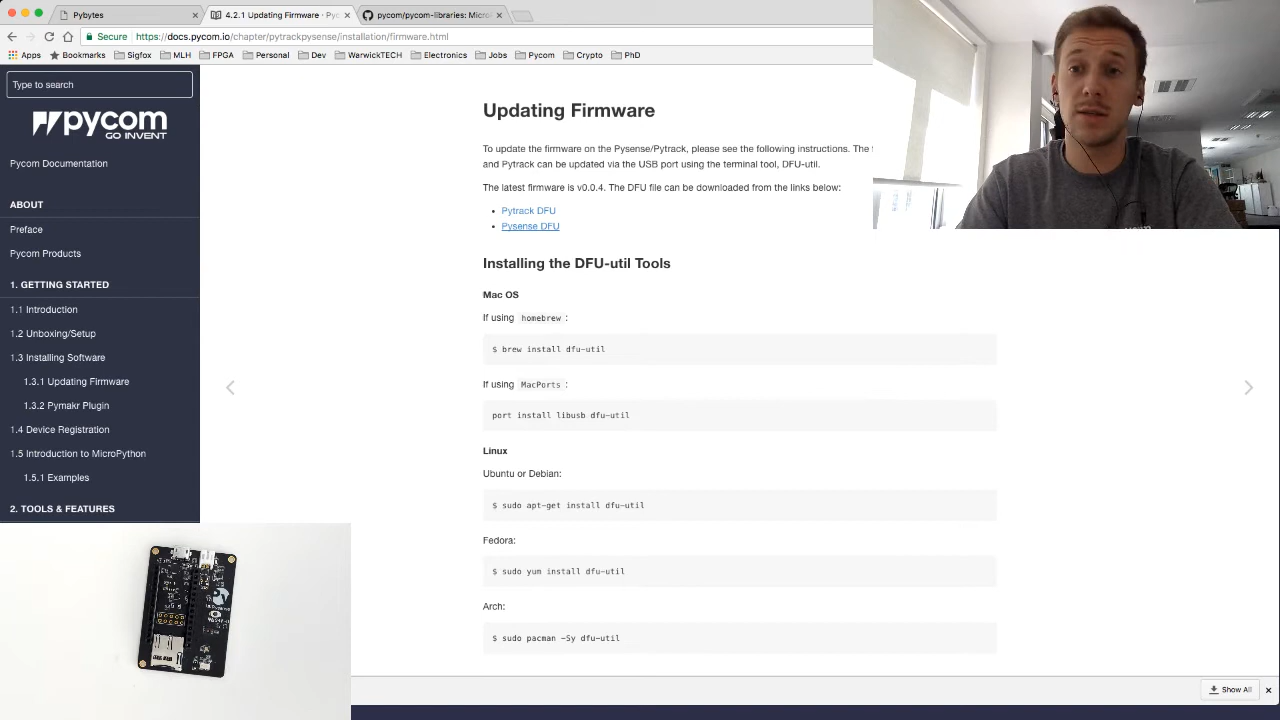 Pybytes
4.2.1 Updating Firmware · Pyc
pycom/pycom-libraries: Micro
Secure https://docs.pycom.io/chapter/pytrackpysense/installation/firmware.html
Apps Bookmarks Sigfox MLH FPGA Personal Dev WarwickTECH Electronics Jobs Pycom Crypto PhD
Type to search
pycom
GO INVENT
Pycom Documentation
ABOUT
Preface
Pycom Products
1. GETTING STARTED
1.1 Introduction
1.2 Unboxing/Setup
1.3 Installing Software
1.3.1 Updating Firmware
1.3.2 Pymakr Plugin
1.4 Device Registration
1.5 Introduction to MicroPython
1.5.1 Examples
2. TOOLS & FEATURES
Updating Firmware
To update the firmware on the Pysense/Pytrack, please see the following instructions. The
and Pytrack can be updated via the USB port using the terminal tool, DFU-util.
The latest firmware is v0.0.4. The DFU file can be downloaded from the links below:
• Pytrack DFU
• Pysense DFU
Installing the DFU-util Tools
Mac OS
If using homebrew :
$ brew install dfu-util
If using MacPorts :
port install libusb dfu-util
Linux
Ubuntu or Debian:
$ sudo apt-get install dfu-util
Fedora:
$ sudo yum install dfu-util
Arch:
$ sudo pacman -Sy dfu-util
Show All